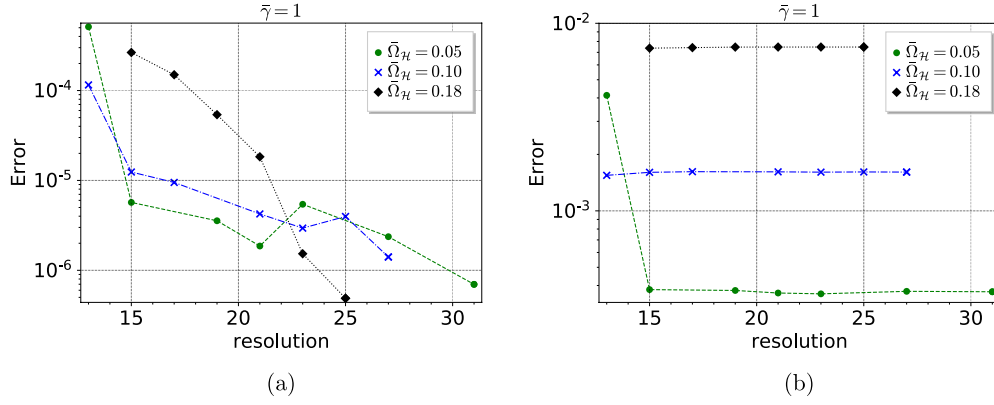 γ̄ = 1
Error
10⁻⁴
10⁻⁵
10⁻⁶
Ω̄_ℋ = 0.05
Ω̄_ℋ = 0.10
Ω̄_ℋ = 0.18
15 20 25 30
resolution
(a)
γ̄ = 1
Error
10⁻²
10⁻³
Ω̄_ℋ = 0.05
Ω̄_ℋ = 0.10
Ω̄_ℋ = 0.18
15 20 25 30
resolution
(b)